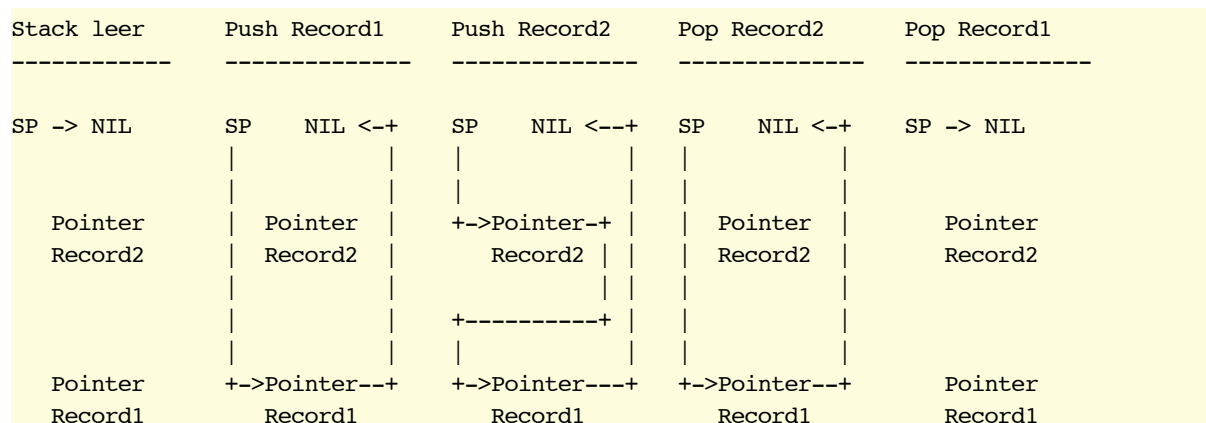 Stack leer      Push Record1     Push Record2     Pop Record2      Pop Record1
------------    --------------   --------------   --------------   --------------
SP -> NIL       SP    NIL <-+    SP    NIL <--+   SP    NIL <-+    SP -> NIL
                |           |    |            |   |           |
                |           |    |            |   |           |
   Pointer      |  Pointer  |    +->Pointer-+ |   |  Pointer  |       Pointer
   Record2      |  Record2  |       Record2 | |   |  Record2  |       Record2
                |           |               | |   |           |
                |           |    +----------+ |   |           |
                |           |    |            |   |           |
   Pointer      +->Pointer--+    +->Pointer---+   +->Pointer--+       Pointer
   Record1         Record1          Record1          Record1          Record1